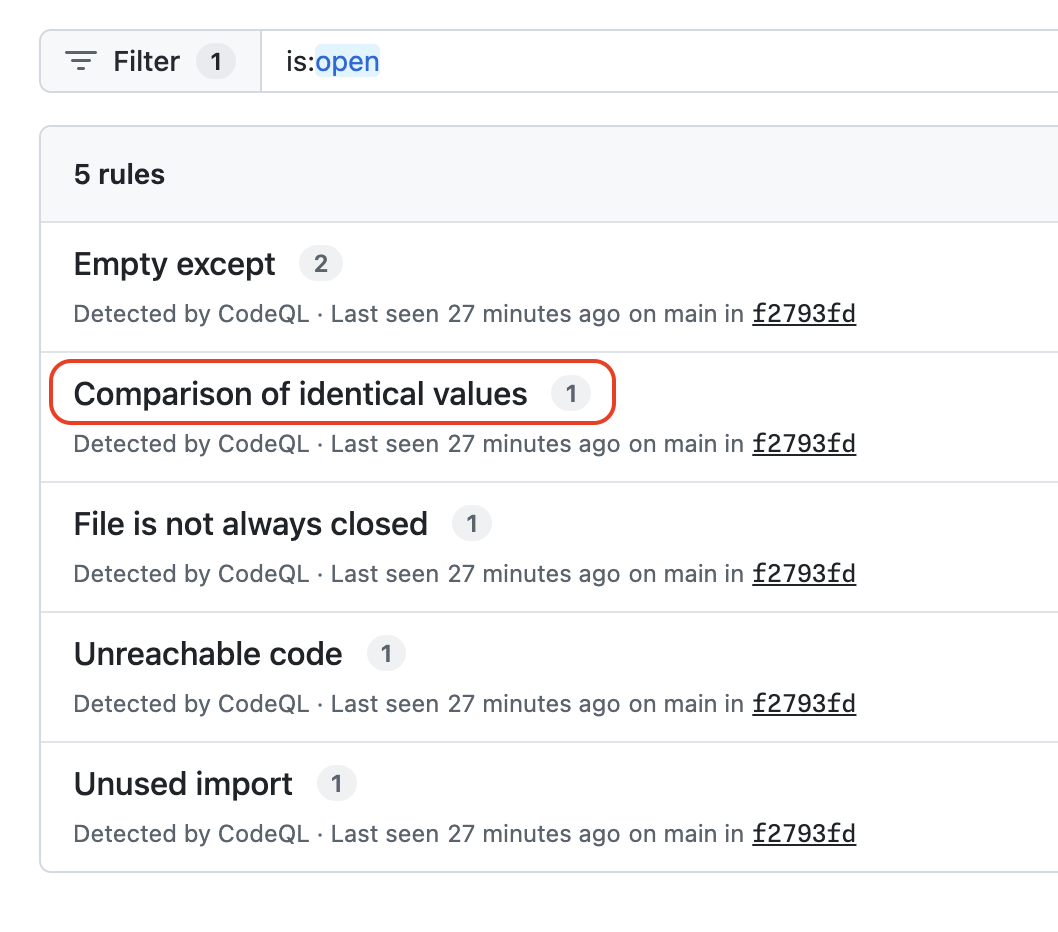 Filter 1 is:open
5 rules
Empty except 2
Detected by CodeQL · Last seen 27 minutes ago on main in f2793fd
Comparison of identical values 1
Detected by CodeQL · Last seen 27 minutes ago on main in f2793fd
File is not always closed 1
Detected by CodeQL · Last seen 27 minutes ago on main in f2793fd
Unreachable code 1
Detected by CodeQL · Last seen 27 minutes ago on main in f2793fd
Unused import 1
Detected by CodeQL · Last seen 27 minutes ago on main in f2793fd